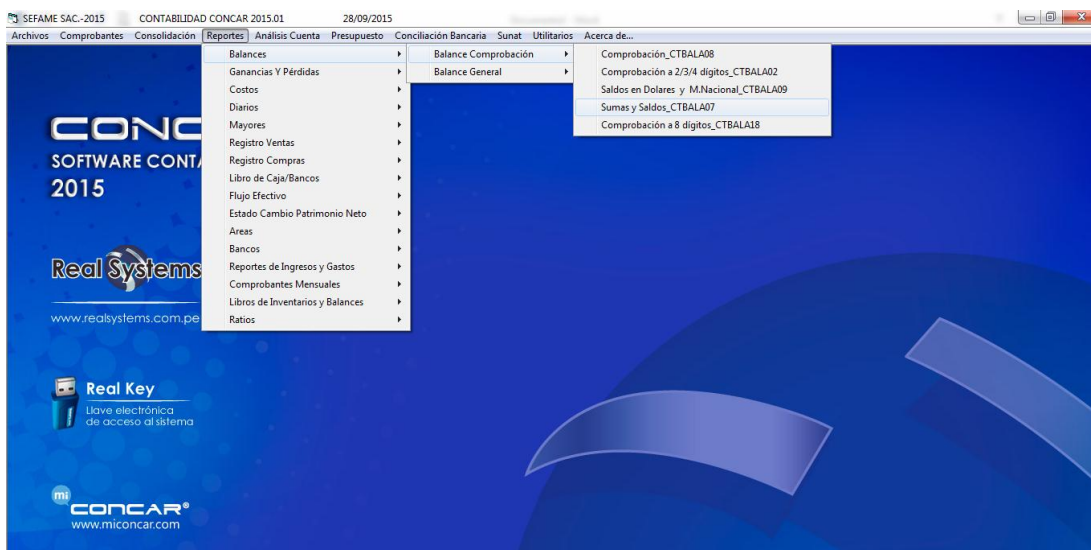 SEFAME SAC.-2015 CONTABILIDAD CONCAR 2015.01 28/09/2015
Archivos Comprobantes Consolidación Reportes Análisis Cuenta Presupuesto Conciliación Bancaria Sunat Utilitarios Acerca de...
Balances
Ganancias Y Pérdidas
Costos
Diarios
Mayores
Registro Ventas
Registro Compras
Libro de Caja/Bancos
Flujo Efectivo
Estado Cambio Patrimonio Neto
Areas
Bancos
Reportes de Ingresos y Gastos
Comprobantes Mensuales
Libros de Inventarios y Balances
Ratios
Balance Comprobación
Balance General
Comprobación_CTBALA08
Comprobación a 2/3/4 dígitos_CTBALA02
Saldos en Dolares y M.Nacional_CTBALA09
Sumas y Saldos_CTBALA07
Comprobación a 8 dígitos_CTBALA18
CONC
SOFTWARE CONTA
2015
Real Systems
www.realsystems.com.pe
Real Key
Llave electrónica
de acceso al sistema
mi
CONCAR®
www.miconcar.com